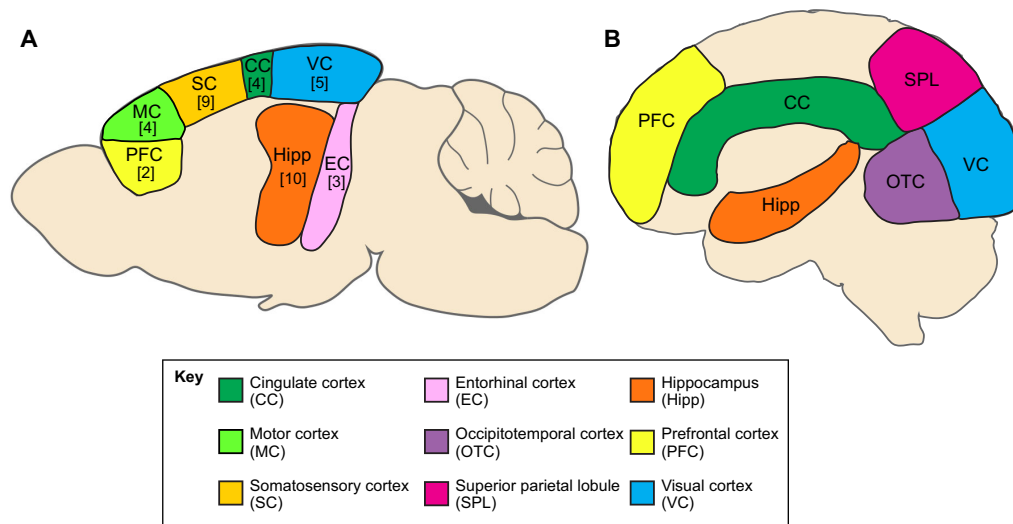 A
B
CC
[4]
VC
[5]
SC
[9]
MC
[4]
PFC
[2]
Hipp
[10]
EC
[3]
PFC
CC
SPL
VC
OTC
Hipp
Key
Cingulate cortex
(CC)
Entorhinal cortex
(EC)
Hippocampus
(Hipp)
Motor cortex
(MC)
Occipitotemporal cortex
(OTC)
Prefrontal cortex
(PFC)
Somatosensory cortex
(SC)
Superior parietal lobule
(SPL)
Visual cortex
(VC)